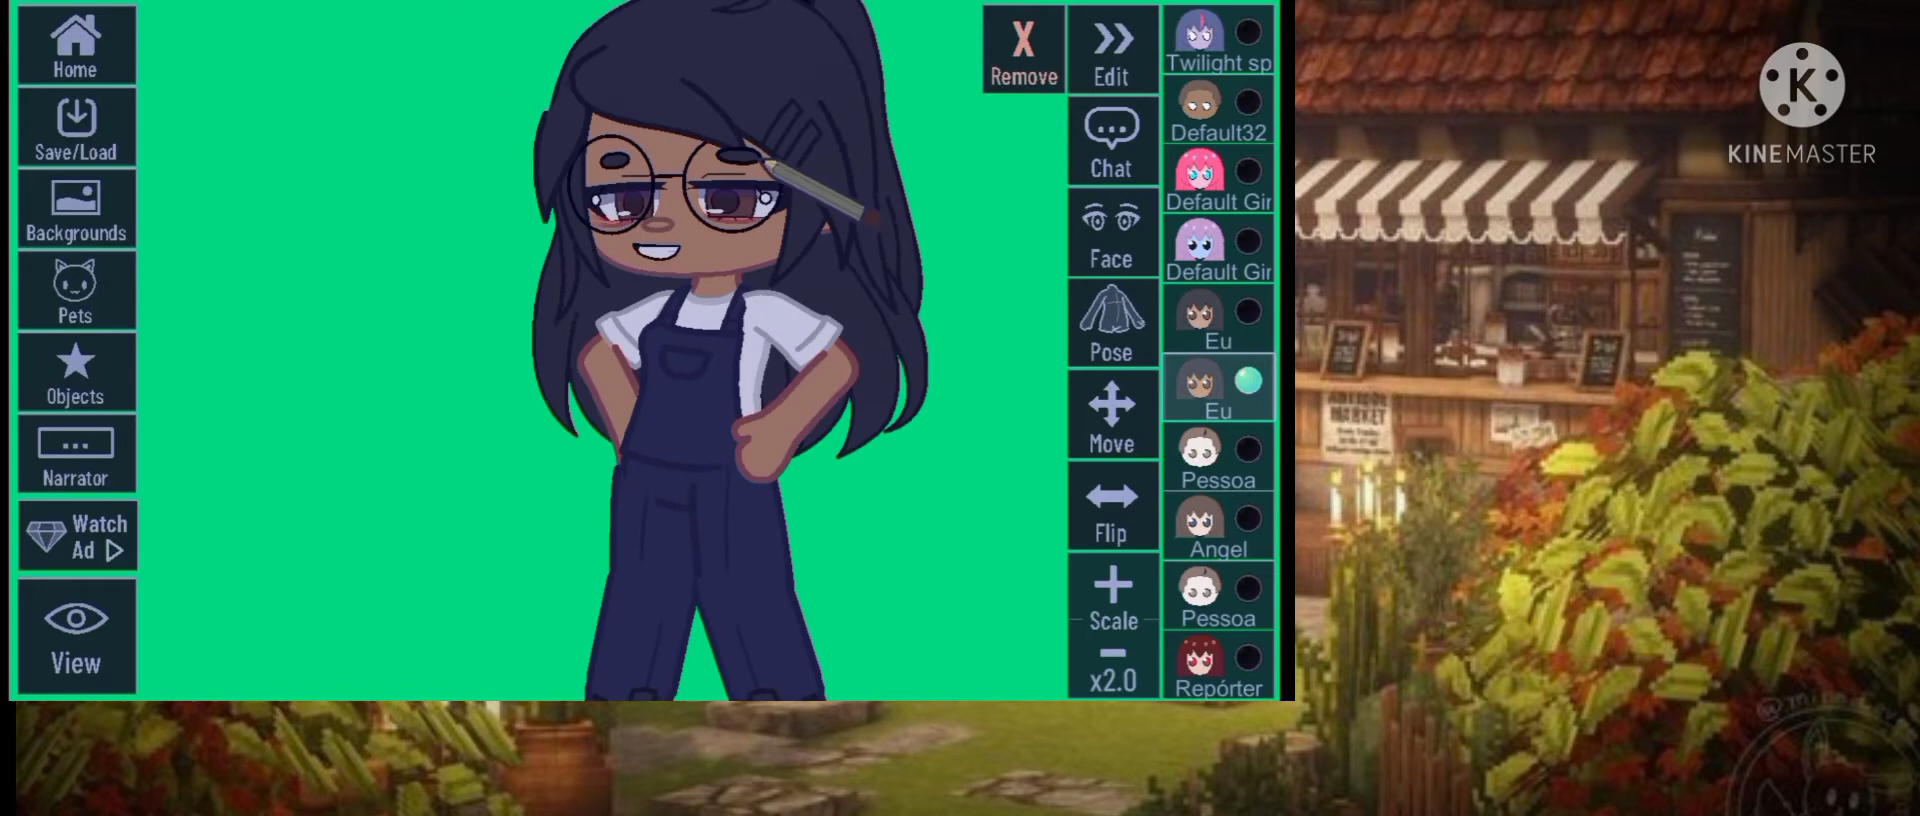 Home
Save/Load
Backgrounds
Pets
Objects
Narrator
Watch
Ad
View
X
Remove
Edit
Chat
Face
Pose
Move
Flip
Scale
x2.0
Twilight sp
Default32
Default Gir
Default Gir
Eu
Eu
Pessoa
Angel
Pessoa
Repórter
K
KINEMASTER
MARKET